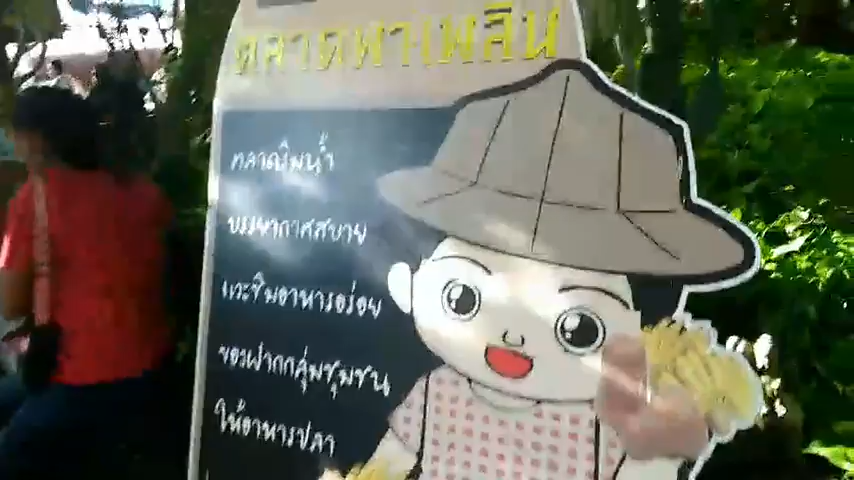 ตลาดพาเพลิน
ตลาดริมน้ำ
บรรยากาศสบาย
แวะชิมอาหารอร่อย
ของฝากกลุ่มชุมชน
ให้อาหารปลา